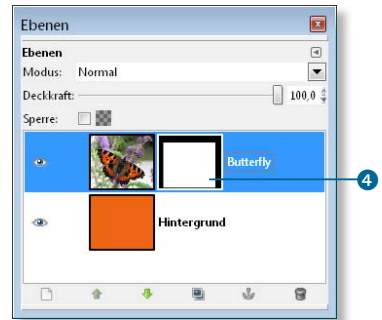 Ebenen
Ebenen
Modus: Normal
Deckkraft: 100,0
Sperre:
Butterfly
4
Hintergrund